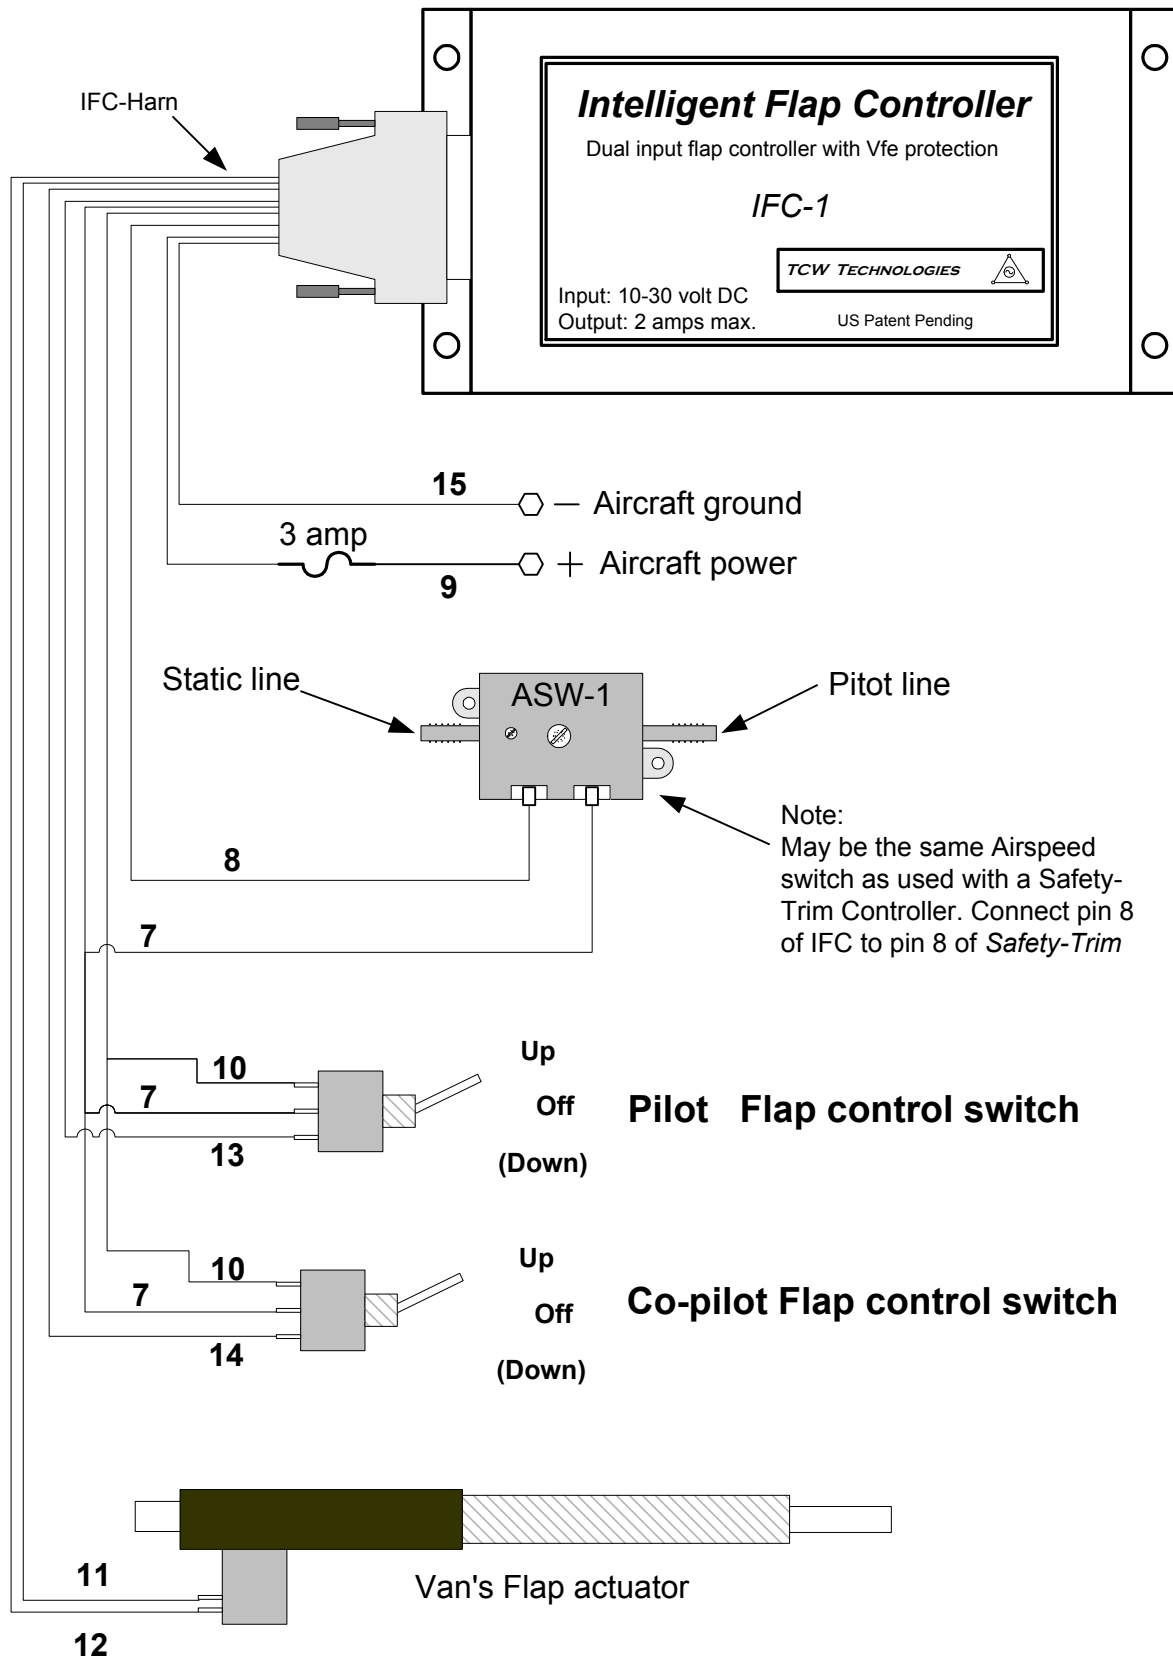 IFC-Harn
Intelligent Flap Controller
Dual input flap controller with Vfe protection
IFC-1
TCW TECHNOLOGIES
Input: 10-30 volt DC
Output: 2 amps max.
US Patent Pending
15
− Aircraft ground
3 amp
+ Aircraft power
9
Static line
ASW-1
Pitot line
Note:
May be the same Airspeed
switch as used with a Safety-
Trim Controller. Connect pin 8
of IFC to pin 8 of Safety-Trim
8
7
Up
10
7
Off
Pilot Flap control switch
13
(Down)
Up
10
7
Off
Co-pilot Flap control switch
14
(Down)
11
Van's Flap actuator
12